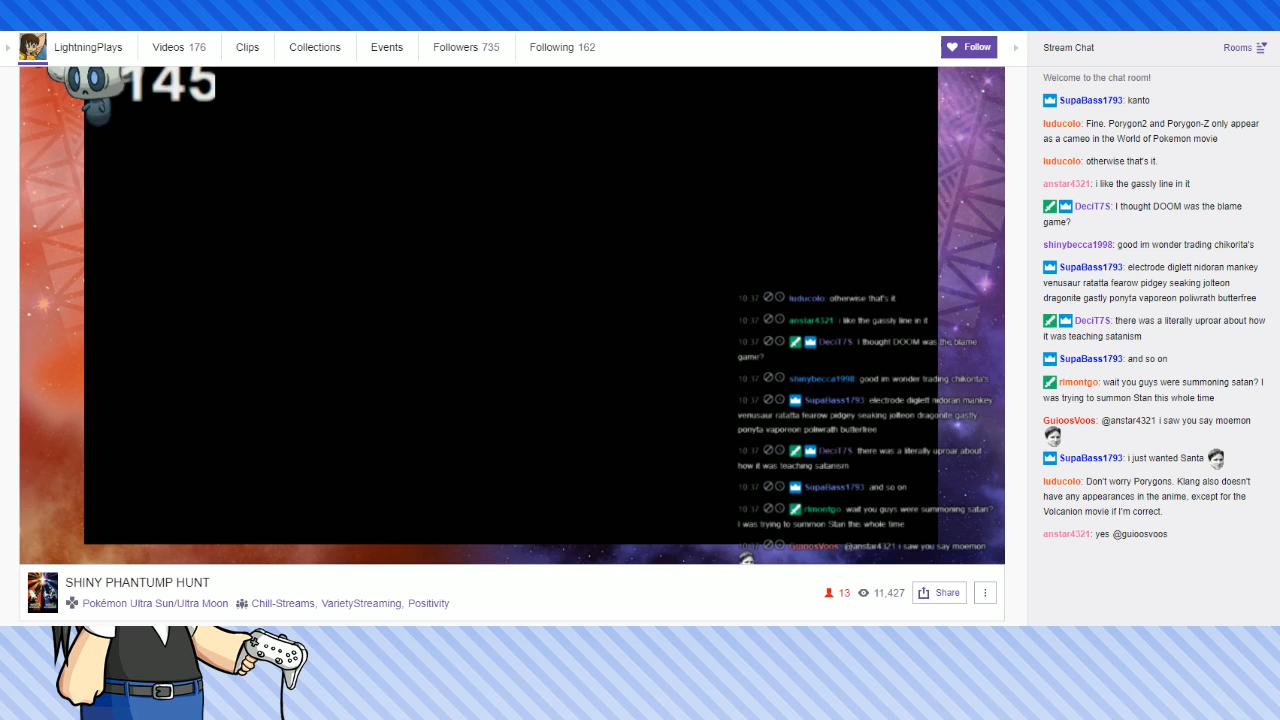 LightningPlays Videos 176 Clips Collections Events Followers 735 Following 162 Follow
145
10:37 luducolo: otherwise that's it
10:37 anstar4321: i like the gassly line in it
10:37 DeciT7S: I thought DOOM was the blame
game?
10:37 shinybecca1998: good im wonder trading chikorita's
10:37 SupaBass1793: electrode diglett nidoran mankey
venusaur ratatta fearow pidgey seaking jolteon dragonite gastly
ponyta vaporeon poliwrath butterfree
10:37 DeciT7S: there was a literally uproar about
how it was teaching satanism
10:37 SupaBass1793: and so on
10:37 rlmontgo: wait you guys were summoning satan?
I was trying to summon Stan this whole time
10:37 GuioosVoos: @anstar4321 i saw you say moemon
SHINY PHANTUMP HUNT
Pokémon Ultra Sun/Ultra Moon Chill-Streams, VarietyStreaming, Positivity
13 11,427 Share
Stream Chat Rooms
Welcome to the chat room!
SupaBass1793: kanto
luducolo: Fine. Porygon2 and Porygon-Z only appear
as a cameo in the World of Pokemon movie
luducolo: otherwise that's it.
anstar4321: i like the gassly line in it
DeciT7S: I thought DOOM was the blame
game?
shinybecca1998: good im wonder trading chikorita's
SupaBass1793: electrode diglett nidoran mankey
venusaur ratatta fearow pidgey seaking jolteon
dragonite gastly ponyta vaporeon poliwrath butterfree
DeciT7S: there was a literally uproar about how
it was teaching satanism
SupaBass1793: and so on
rlmontgo: wait you guys were summoning satan? I
was trying to summon Stan this whole time
GuioosVoos: @anstar4321 i saw you say moemon
SupaBass1793: i just wanted Santa
luducolo: Don't worry Porygons. Klang also doesn't
have any appearances in the anime. except for the
Volcanion movie if I'm correct.
anstar4321: yes @guioosvoos